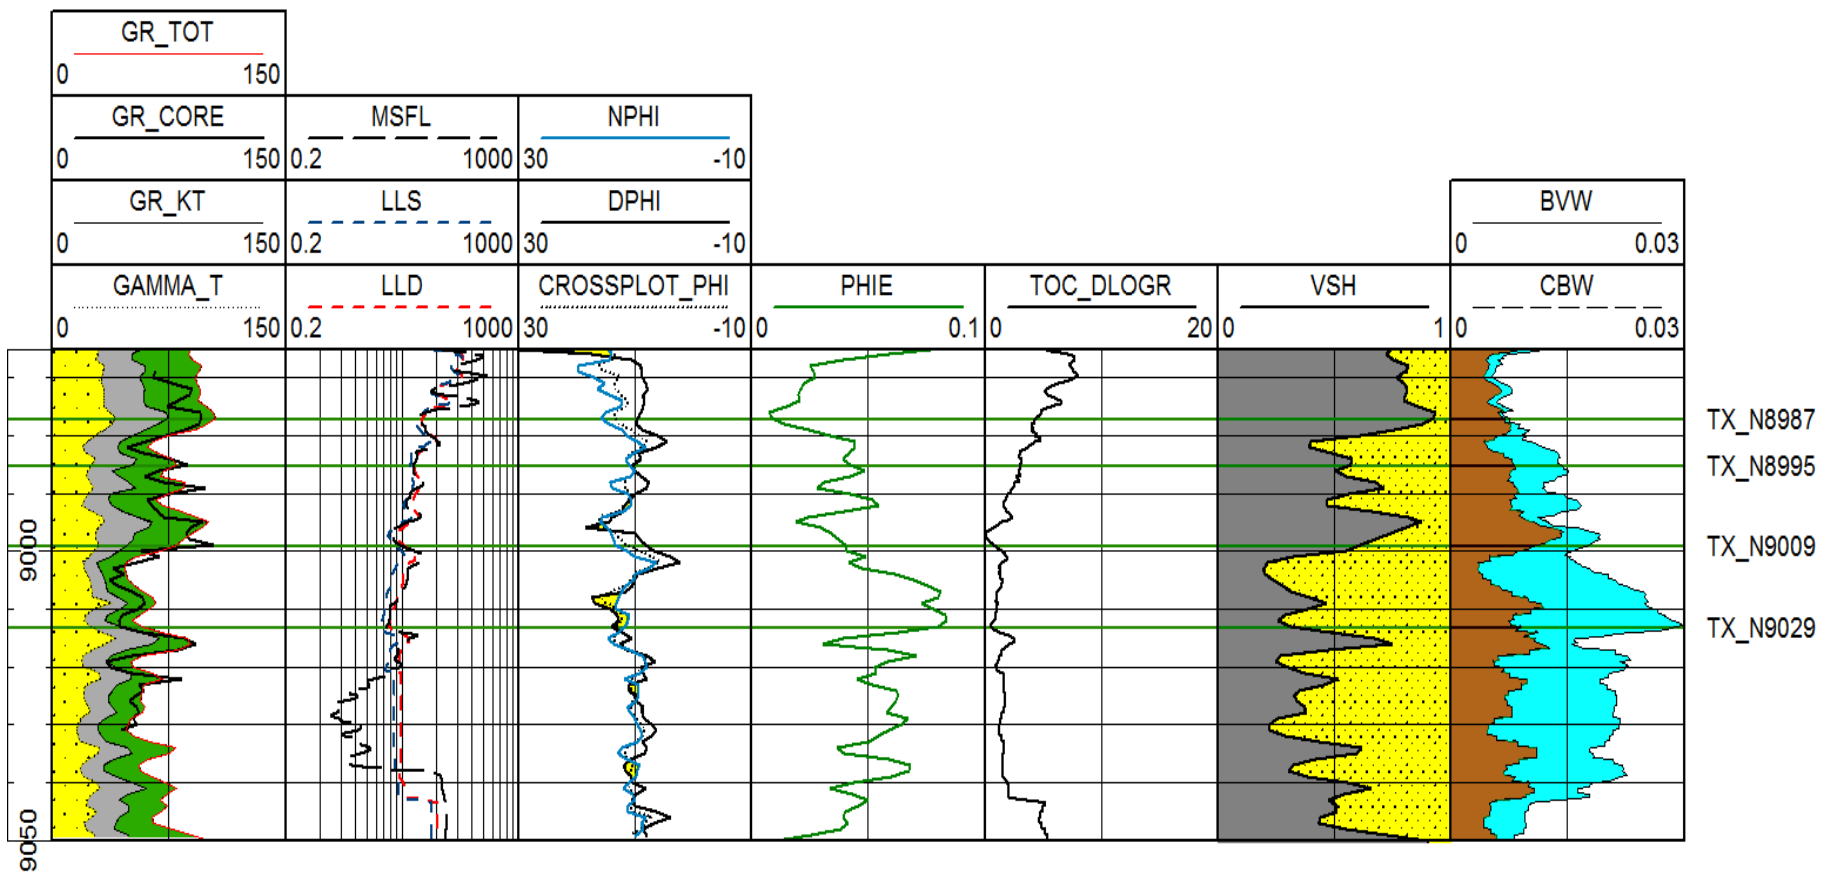 GR_TOT
0 150
GR_CORE MSFL NPHI
0 150 0.2 1000 30 -10
GR_KT LLS DPHI BVW
0 150 0.2 1000 30 -10 0 0.03
GAMMA_T LLD CROSSPLOT_PHI PHIE TOC_DLOGR VSH CBW
0 150 0.2 1000 30 -10 0 0.1 0 20 0 1 0 0.03
TX_N8987
TX_N8995
9000 TX_N9009
TX_N9029
9050